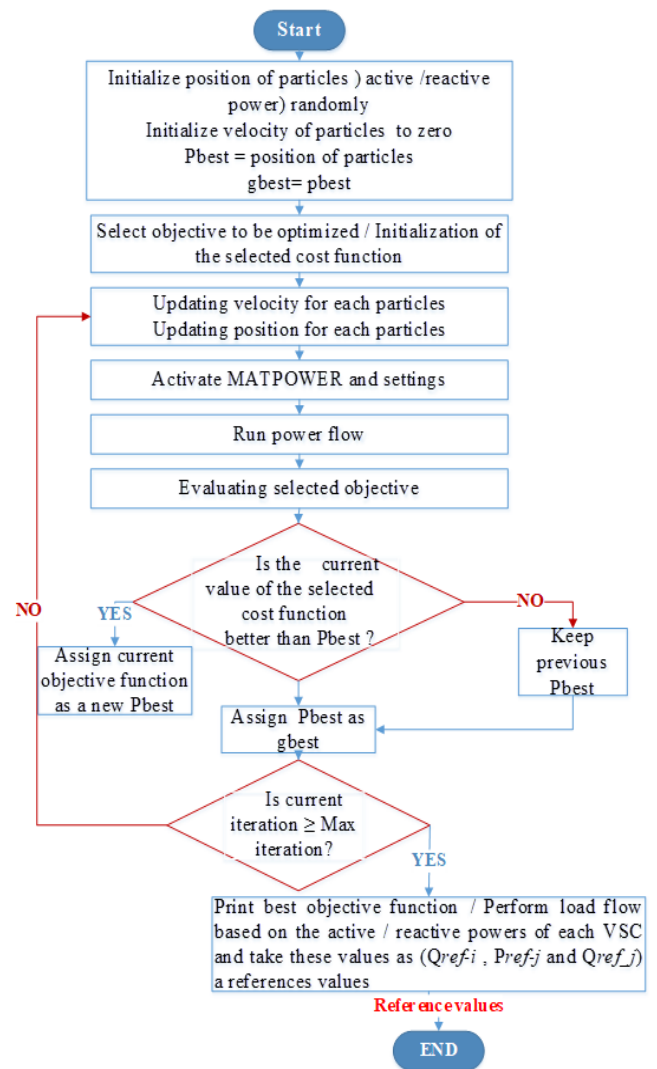 Start
Initialize position of particles ) active /reactive
power) randomly
Initialize velocity of particles to zero
Pbest = position of particles
gbest= pbest
Select objective to be optimized / Initialization of
the selected cost function
Updating velocity for each particles
Updating position for each particles
Activate MATPOWER and settings
Run power flow
Evaluating selected objective
Is the current
value of the selected
cost function
better than Pbest ?
YES
NO
NO
Assign current
objective function
as a new Pbest
Keep
previous
Pbest
Assign Pbest as
gbest
Is current
iteration ≥ Max
iteration?
YES
Print best objective function / Perform load flow
based on the active / reactive powers of each VSC
and take these values as (Qref-i , Pref-j and Qref_j)
a references values
Reference values
END